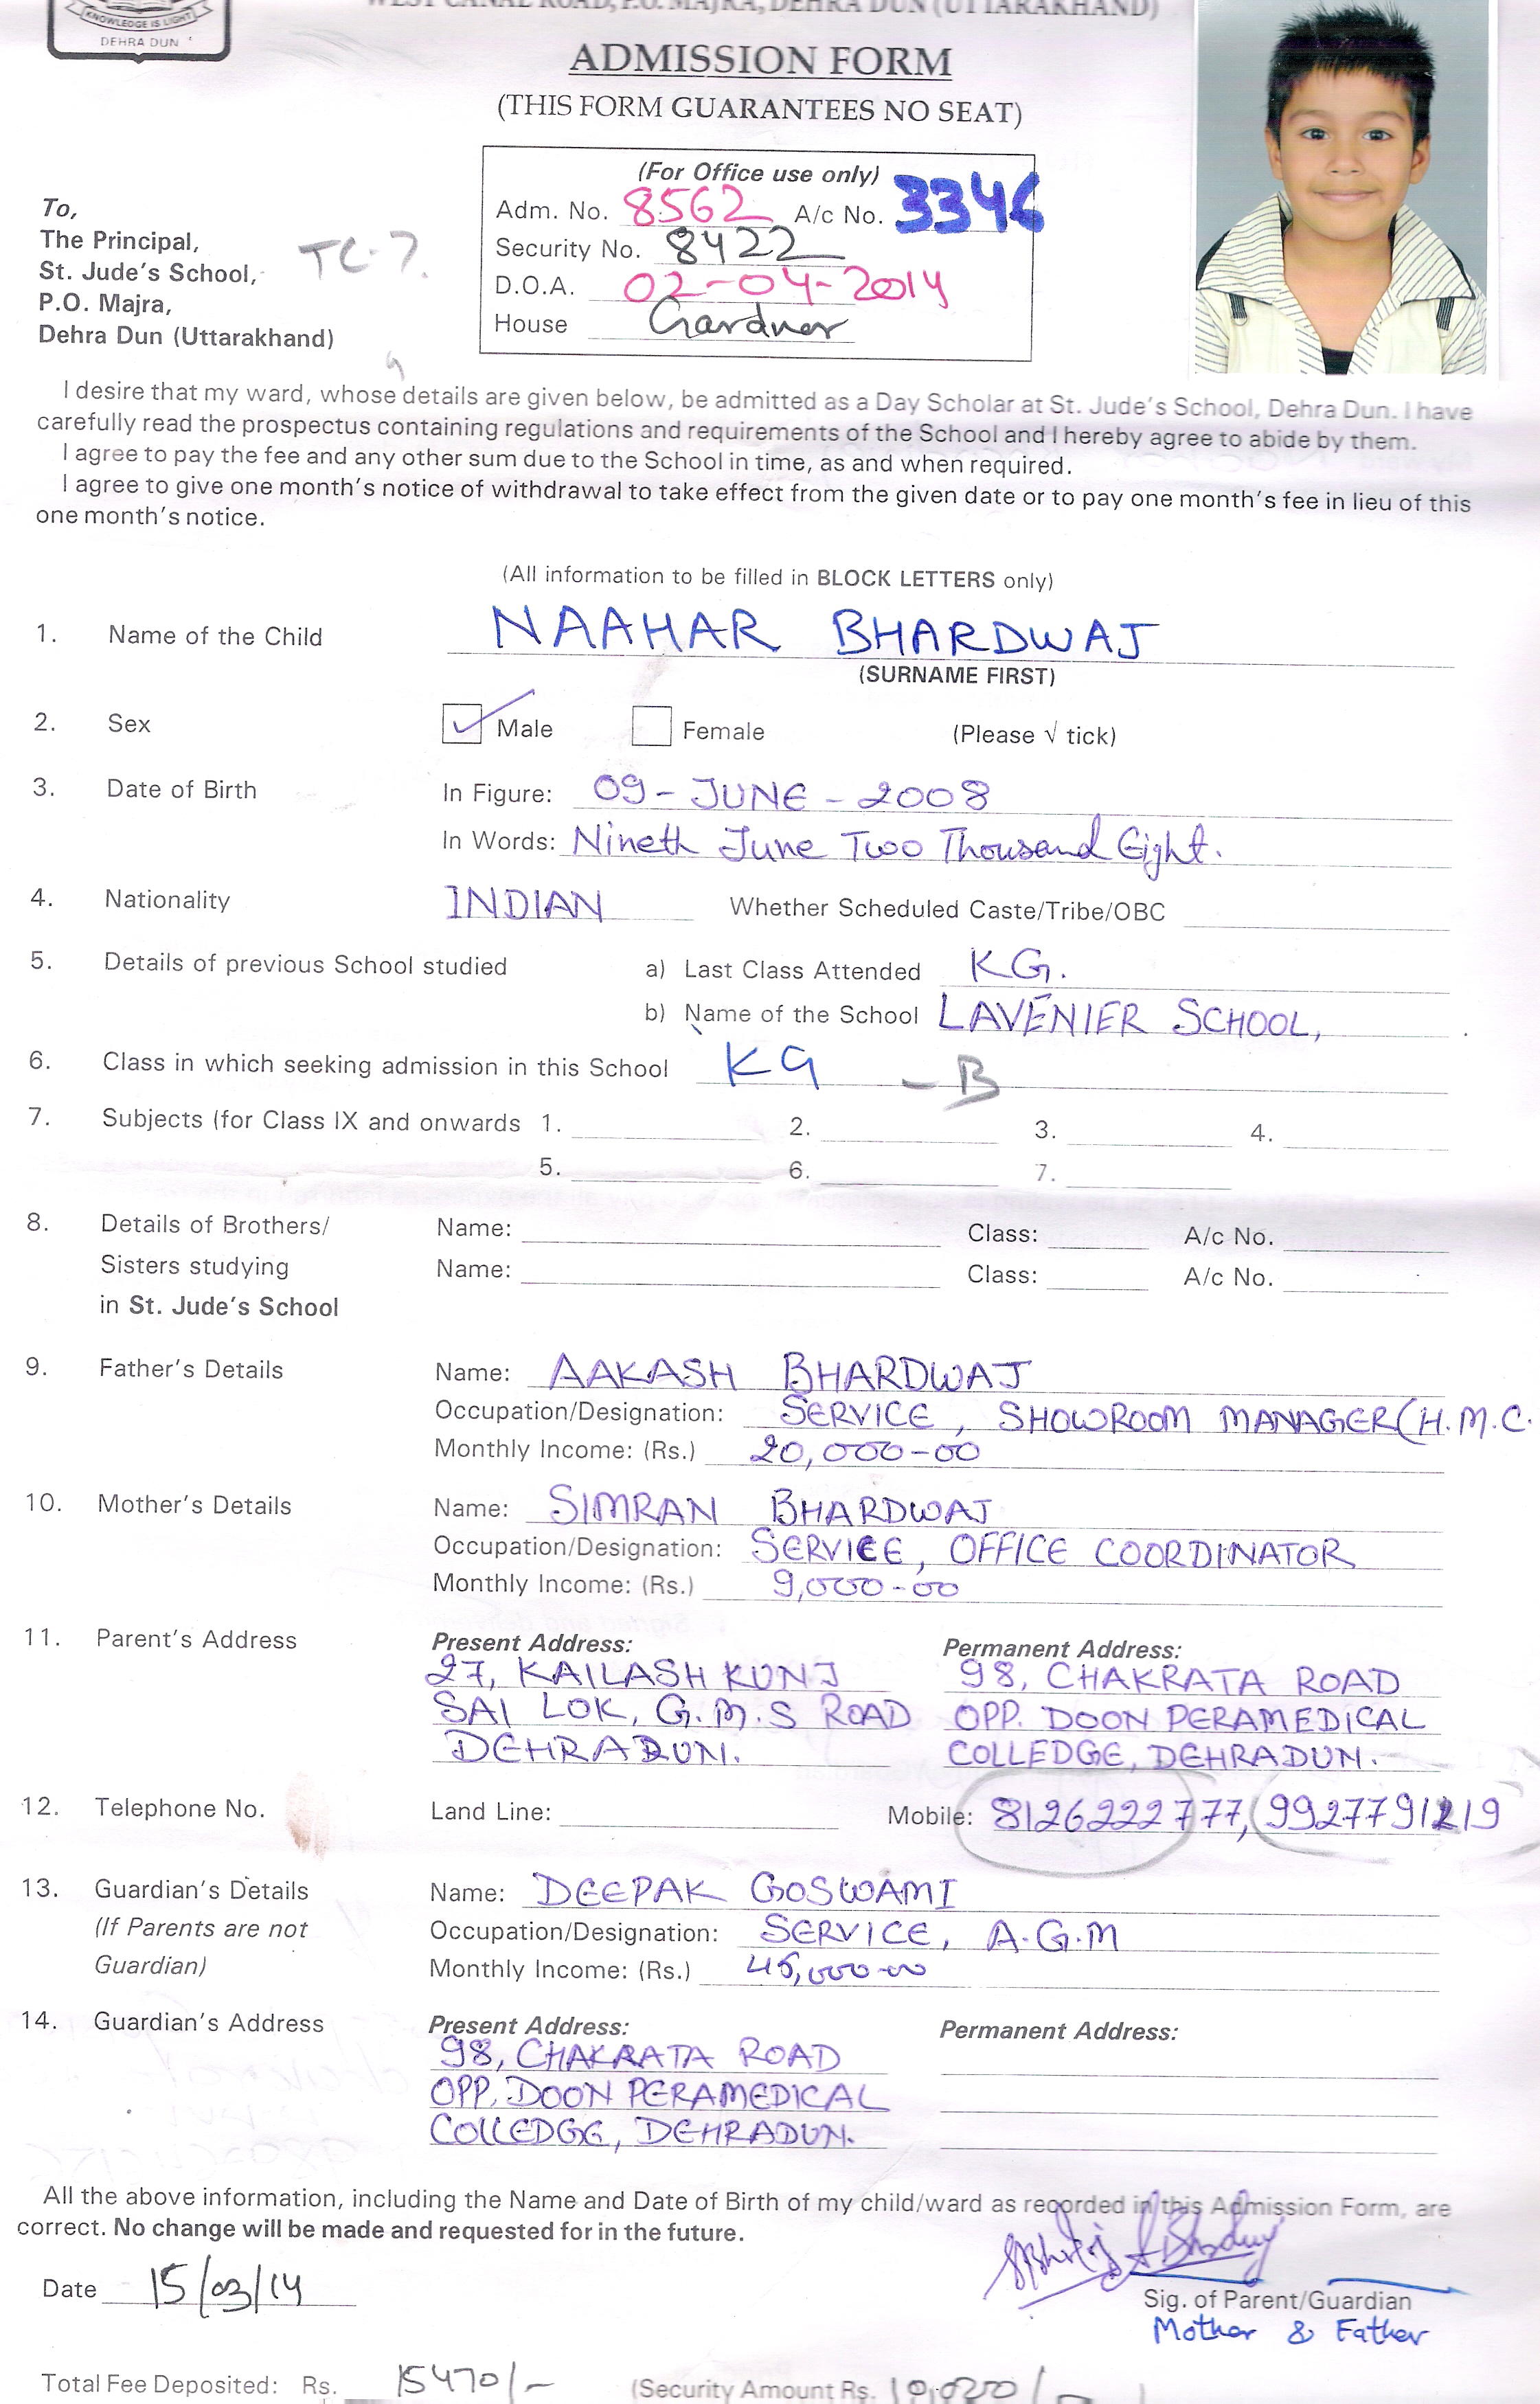 KNOWLEDGE IS LIGHT
DEHRA DUN
WEST CANAL ROAD, P.O. MAJRA, DEHRA DUN (UTTARAKHAND)
ADMISSION FORM
(THIS FORM GUARANTEES NO SEAT)
(For Office use only)
Adm. No. 8562 A/c No. 3346
Security No. 8422
D.O.A. 02-04-2014
House Gardner
To,
The Principal,
St. Jude's School,
P.O. Majra,
Dehra Dun (Uttarakhand)
TC-7.
I desire that my ward, whose details are given below, be admitted as a Day Scholar at St. Jude's School, Dehra Dun. I have
carefully read the prospectus containing regulations and requirements of the School and I hereby agree to abide by them.
I agree to pay the fee and any other sum due to the School in time, as and when required.
I agree to give one month's notice of withdrawal to take effect from the given date or to pay one month's fee in lieu of this
one month's notice.
(All information to be filled in BLOCK LETTERS only)
1. Name of the Child NAAHAR BHARDWAJ
(SURNAME FIRST)
2. Sex ✓ Male Female (Please √ tick)
3. Date of Birth In Figure: 09-JUNE-2008
In Words: Nineth June Two Thousand Eight.
4. Nationality INDIAN Whether Scheduled Caste/Tribe/OBC
5. Details of previous School studied a) Last Class Attended KG.
b) Name of the School LAVENIER SCHOOL,
6. Class in which seeking admission in this School KG - B
7. Subjects (for Class IX and onwards 1. 2. 3. 4.
5. 6. 7.
8. Details of Brothers/ Name: Class: A/c No.
Sisters studying Name: Class: A/c No.
in St. Jude's School
9. Father's Details Name: AAKASH BHARDWAJ
Occupation/Designation: SERVICE, SHOWROOM MANAGER (H.M.C.
Monthly Income: (Rs.) 20,000-00
10. Mother's Details Name: SIMRAN BHARDWAJ
Occupation/Designation: SERVICE, OFFICE COORDINATOR
Monthly Income: (Rs.) 9,000-00
11. Parent's Address Present Address: Permanent Address:
27, KAILASH KUNJ 98, CHAKRATA ROAD
SAI LOK, G.M.S ROAD OPP. DOON PERAMEDICAL
DEHRADUN. COLLEDGE, DEHRADUN.
12. Telephone No. Land Line: Mobile: 8126222777, 9927791219
13. Guardian's Details Name: DEEPAK GOSWAMI
(If Parents are not Occupation/Designation: SERVICE, A.G.M
Guardian) Monthly Income: (Rs.) 45,000-00
14. Guardian's Address Present Address: Permanent Address:
98, CHAKRATA ROAD
OPP. DOON PERAMEDICAL
COLLEDGE, DEHRADUN.
All the above information, including the Name and Date of Birth of my child/ward as recorded in this Admission Form, are
correct. No change will be made and requested for in the future.
Date 15/03/14
Sig. of Parent/Guardian
Mother & Father
Total Fee Deposited: Rs. 15470/- (Security Amount Rs. 10,000/-